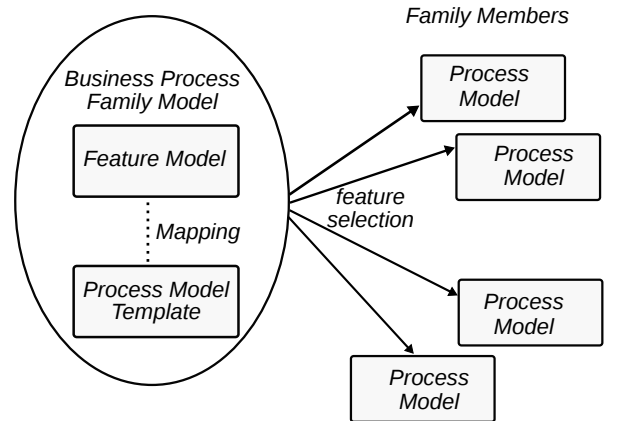 Family Members
Business Process
Family Model
Feature Model
Mapping
Process Model
Template
feature
selection
Process
Model
Process
Model
Process
Model
Process
Model